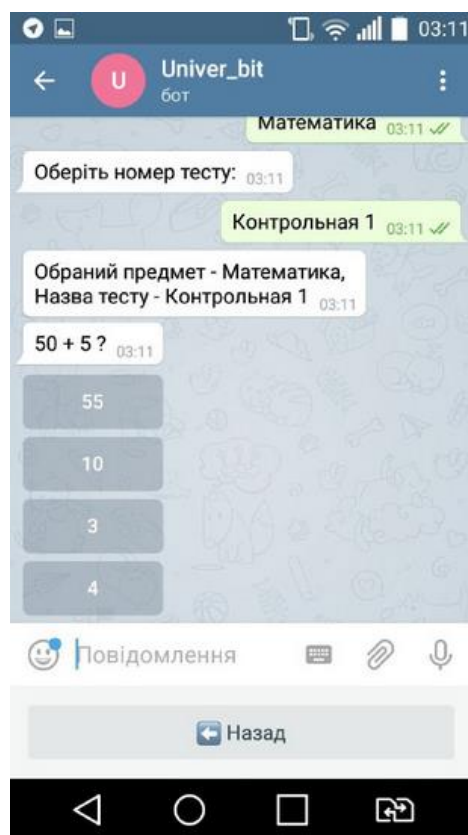 03:11
U
Univer_bit
бот
Математика 03:11
Оберіть номер тесту: 03:11
Контрольная 1 03:11
Обраний предмет - Математика,
Назва тесту - Контрольная 1 03:11
50 + 5 ? 03:11
55
10
3
4
Повідомлення
Назад